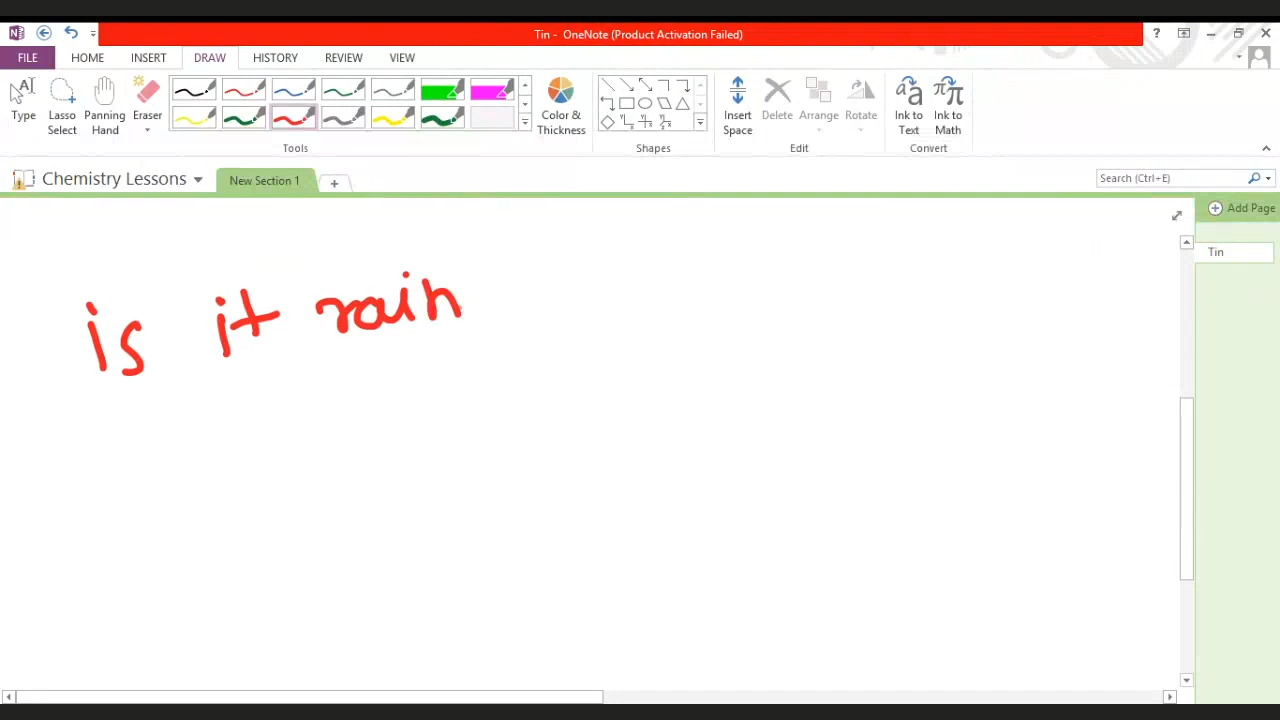 Tin - OneNote (Product Activation Failed)
FILE HOME INSERT DRAW HISTORY REVIEW VIEW
Type Lasso Select Panning Hand Eraser Color & Thickness Insert Space Delete Arrange Rotate Ink to Text Ink to Math
Tools Shapes Edit Convert
Chemistry Lessons New Section 1 Search (Ctrl+E)
Add Page
Tin
is it rain